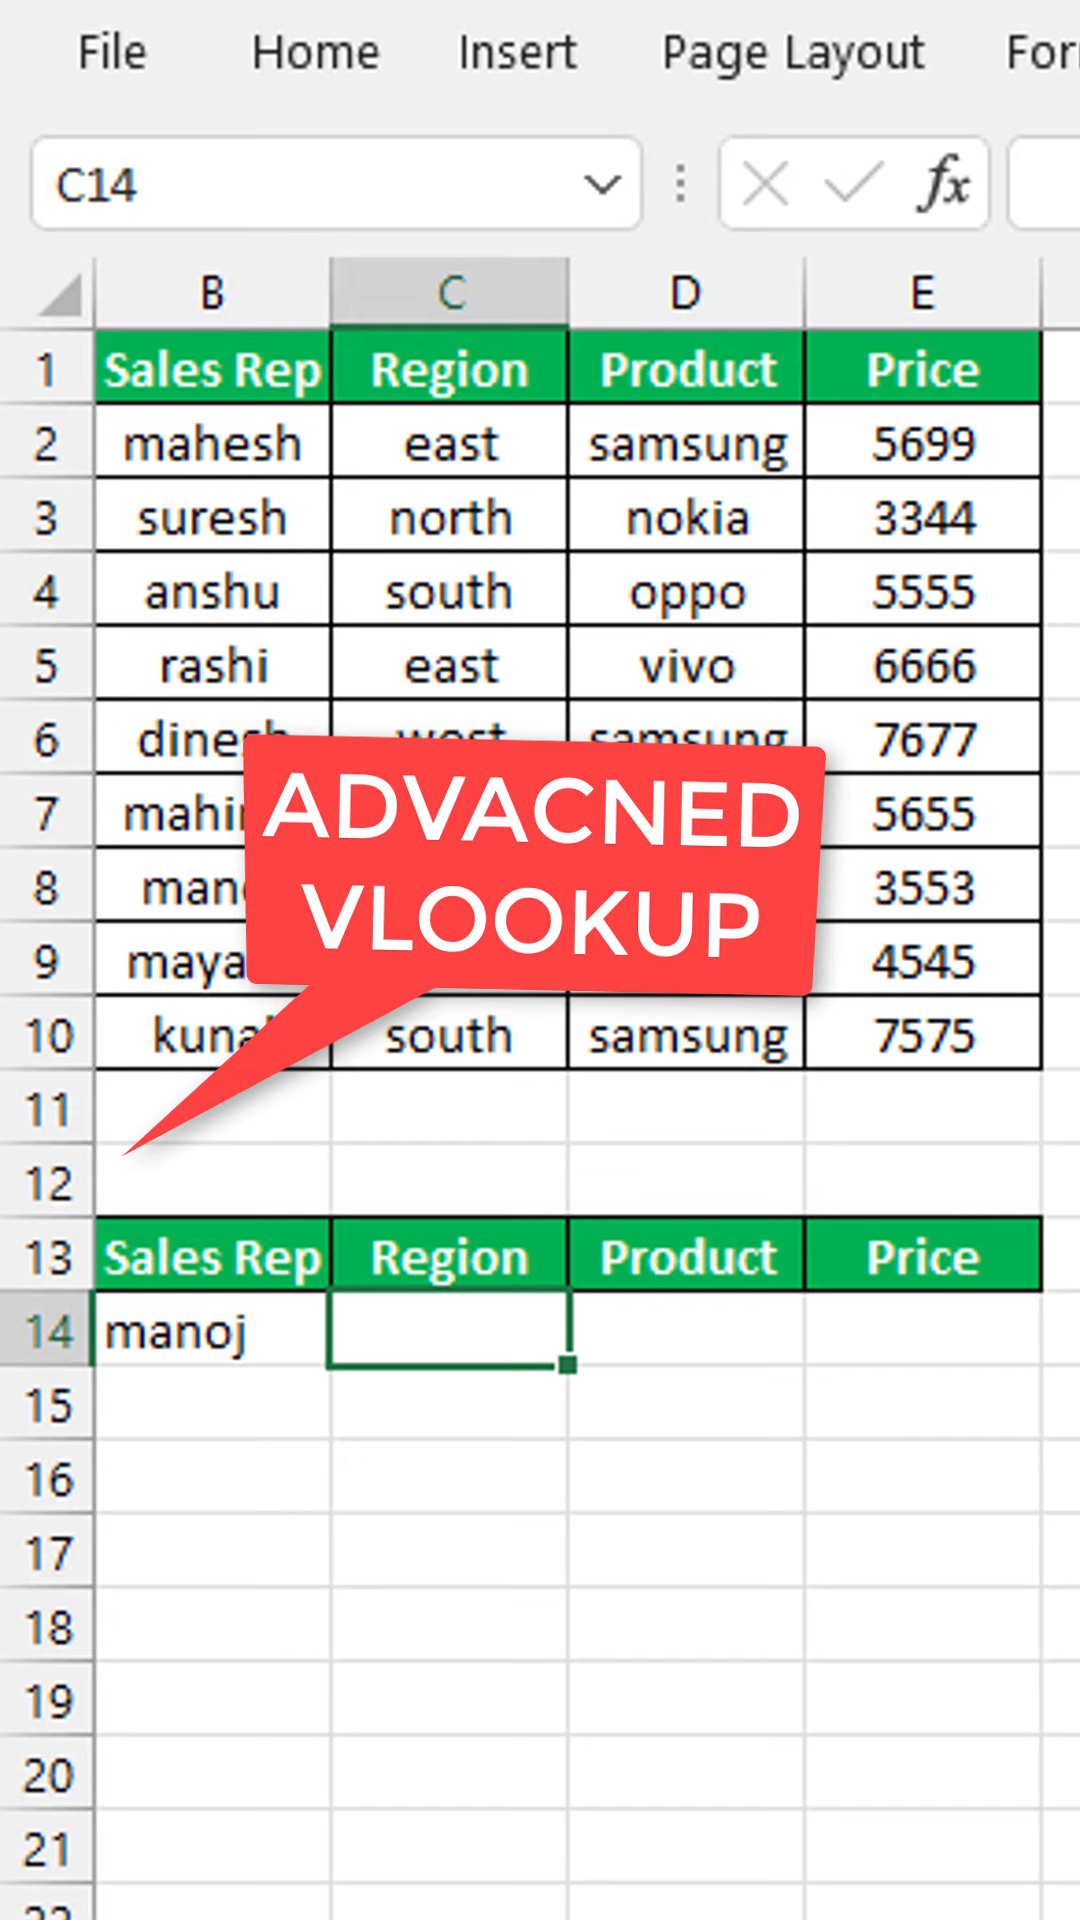 File Home Insert Page Layout
C14 fx
B C D E
1 Sales Rep Region Product Price
2 mahesh east samsung 5699
3 suresh north nokia 3344
4 anshu south oppo 5555
5 rashi east vivo 6666
6 7677
7 5655
8 3553
9 4545
ADVACNED
VLOOKUP
10 south samsung 7575
11
12
13 Sales Rep Region Product Price
14 manoj
15
16
17
18
19
20
21